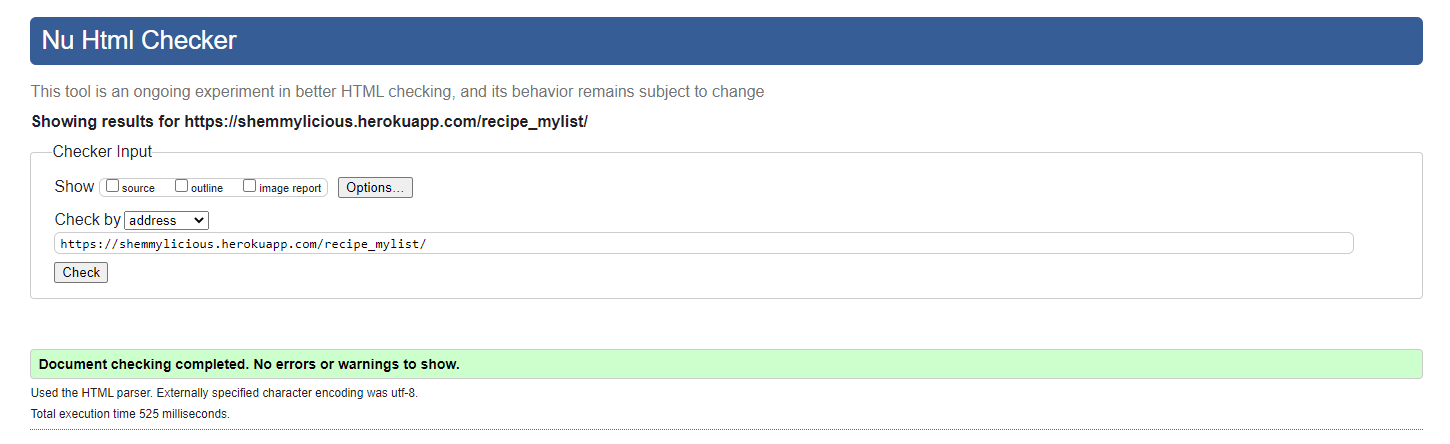 Nu Html Checker
This tool is an ongoing experiment in better HTML checking, and its behavior remains subject to change
Showing results for https://shemmylicious.herokuapp.com/recipe_mylist/
Checker Input
Show source outline image report Options...
Check by address
https://shemmylicious.herokuapp.com/recipe_mylist/
Check
Document checking completed. No errors or warnings to show.
Used the HTML parser. Externally specified character encoding was utf-8.
Total execution time 525 milliseconds.